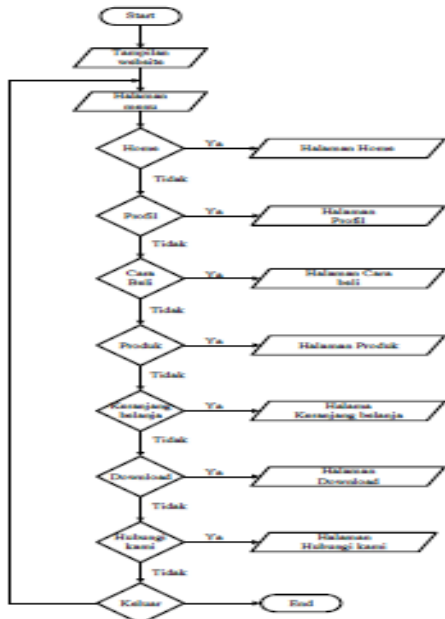 Start
Tampilan
website
Halaman
menu
Home
Ya
Halaman Home
Tidak
Profil
Ya
Halaman
Profil
Tidak
Cara
Beli
Ya
Halaman Cara
beli
Tidak
Produk
Ya
Halaman Produk
Tidak
Keranjang
belanja
Ya
Halama
Keranjang belanja
Tidak
Download
Ya
Halaman
Download
Tidak
Hubungi
kami
Ya
Halaman
Hubungi kami
Tidak
Keluar
End